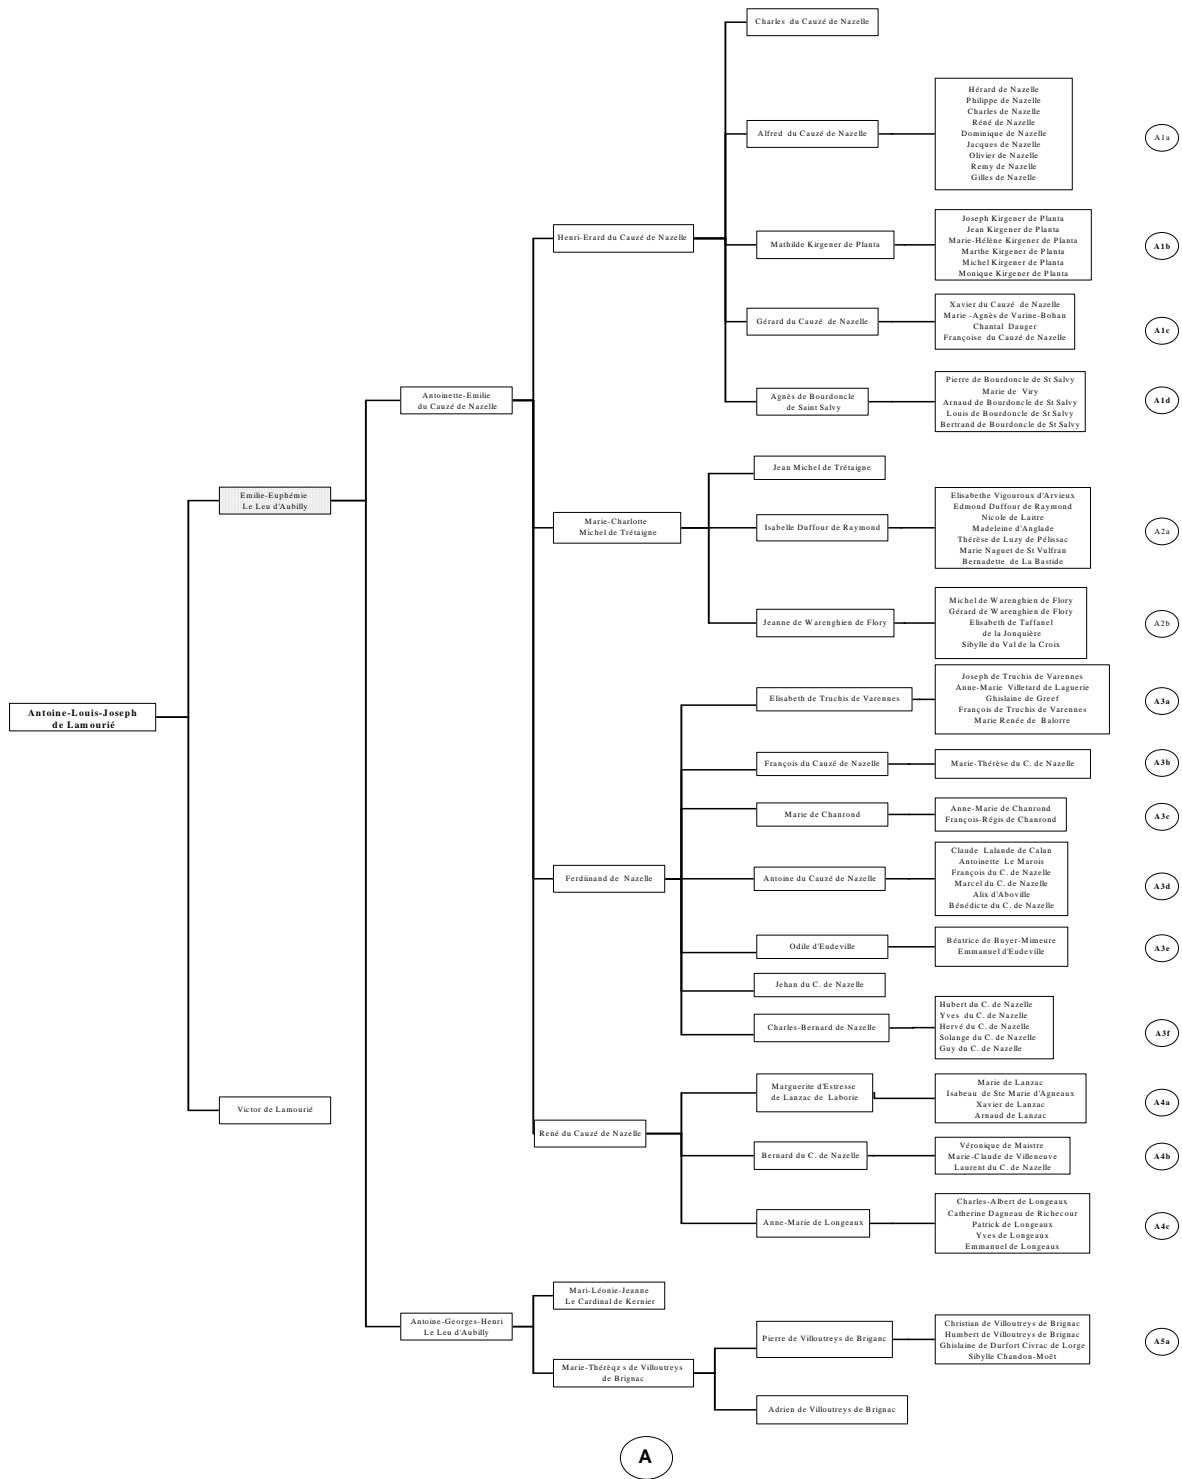 Charles du Cauzé de Nazelle
Hérard de Nazelle
Philippe de Nazelle
Charles de Nazelle
Réné de Nazelle
Dominique de Nazelle
Jacques de Nazelle
Olivier de Nazelle
Remy de Nazelle
Gilles de Nazelle
Alfred du Cauzé de Nazelle
A1a
Henri-Erard du Cauzé de Nazelle
Mathilde Kirgener de Planta
Joseph Kirgener de Planta
Jean Kirgener de Planta
Marie-Hélène Kirgener de Planta
Marthe Kirgener de Planta
Michel Kirgener de Planta
Monique Kirgener de Planta
A1b
Gérard du Cauzé de Nazelle
Xavier du Cauzé de Nazelle
Marie -Agnès de Varine-Bohan
Chantal Dauger
Françoise du Cauzé de Nazelle
A1c
Antoinette-Emilie
du Cauzé de Nazelle
Agnès de Bourdoncle
de Saint Salvy
Pierre de Bourdoncle de St Salvy
Marie de Viry
Arnaud de Bourdoncle de St Salvy
Louis de Bourdoncle de St Salvy
Bertrand de Bourdoncle de St Salvy
A1d
Jean Michel de Trétaigne
Emilie-Euphémie
Le Leu d'Aubilly
Marie-Charlotte
Michel de Trétaigne
Isabelle Duffour de Raymond
Elisabethe Vigouroux d'Arvieux
Edmond Duffour de Raymond
Nicole de Laitre
Madeleine d'Anglade
Thérèse de Luzy de Pélissac
Marie Naguet de St Vulfran
Bernadette de La Bastide
A2a
Jeanne de Warenghien de Flory
Michel de Warenghien de Flory
Gérard de Warenghien de Flory
Elisabeth de Taffanel
de la Jonquière
Sibylle du Val de la Croix
A2b
Antoine-Louis-Joseph
de Lamourié
Elisabeth de Truchis de Varennes
Joseph de Truchis de Varennes
Anne-Marie Villetard de Laguerie
Ghislaine de Greef
François de Truchis de Varennes
Marie Renée de Balorre
A3a
François du Cauzé de Nazelle
Marie-Thérèse du C. de Nazelle
A3b
Marie de Chanrond
Anne-Marie de Chanrond
François-Régis de Chanrond
A3c
Ferdiinand de Nazelle
Antoine du Cauzé de Nazelle
Claude Lalande de Calan
Antoinette Le Marois
François du C. de Nazelle
Marcel du C. de Nazelle
Alix d'Aboville
Bénédicte du C. de Nazelle
A3d
Odile d'Eudeville
Béatrice de Buyer-Mimeure
Emmanuel d'Eudeville
A3e
Jehan du C. de Nazelle
Charles-Bernard de Nazelle
Hubert du C. de Nazelle
Yves du C. de Nazelle
Hervé du C. de Nazelle
Solange du C. de Nazelle
Guy du C. de Nazelle
A3f
Victor de Lamourié
René du Cauzé de Nazelle
Marguerite d'Estresse
de Lanzac de Laborie
Marie de Lanzac
Isabeau de Ste Marie d'Agneaux
Xavier de Lanzac
Arnaud de Lanzac
A4a
Bernard du C. de Nazelle
Véronique de Maistre
Marie-Claude de Villeneuve
Laurent du C. de Nazelle
A4b
Anne-Marie de Longeaux
Charles-Albert de Longeaux
Catherine Dagneau de Richecour
Patrick de Longeaux
Yves de Longeaux
Emmanuel de Longeaux
A4c
Antoine-Georges-Henri
Le Leu d'Aubilly
Mari-Léonie-Jeanne
Le Cardinal de Kernier
Marie-Thérèqz s de Villoutreys
de Brignac
Pierre de Villoutreys de Briganc
Christian de Villoutreys de Brignac
Humbert de Villoutreys de Brignac
Ghislaine de Durfort Civrac de Lorge
Sibylle Chandon-Moët
A5a
Adrien de Villoutreys de Brignac
A